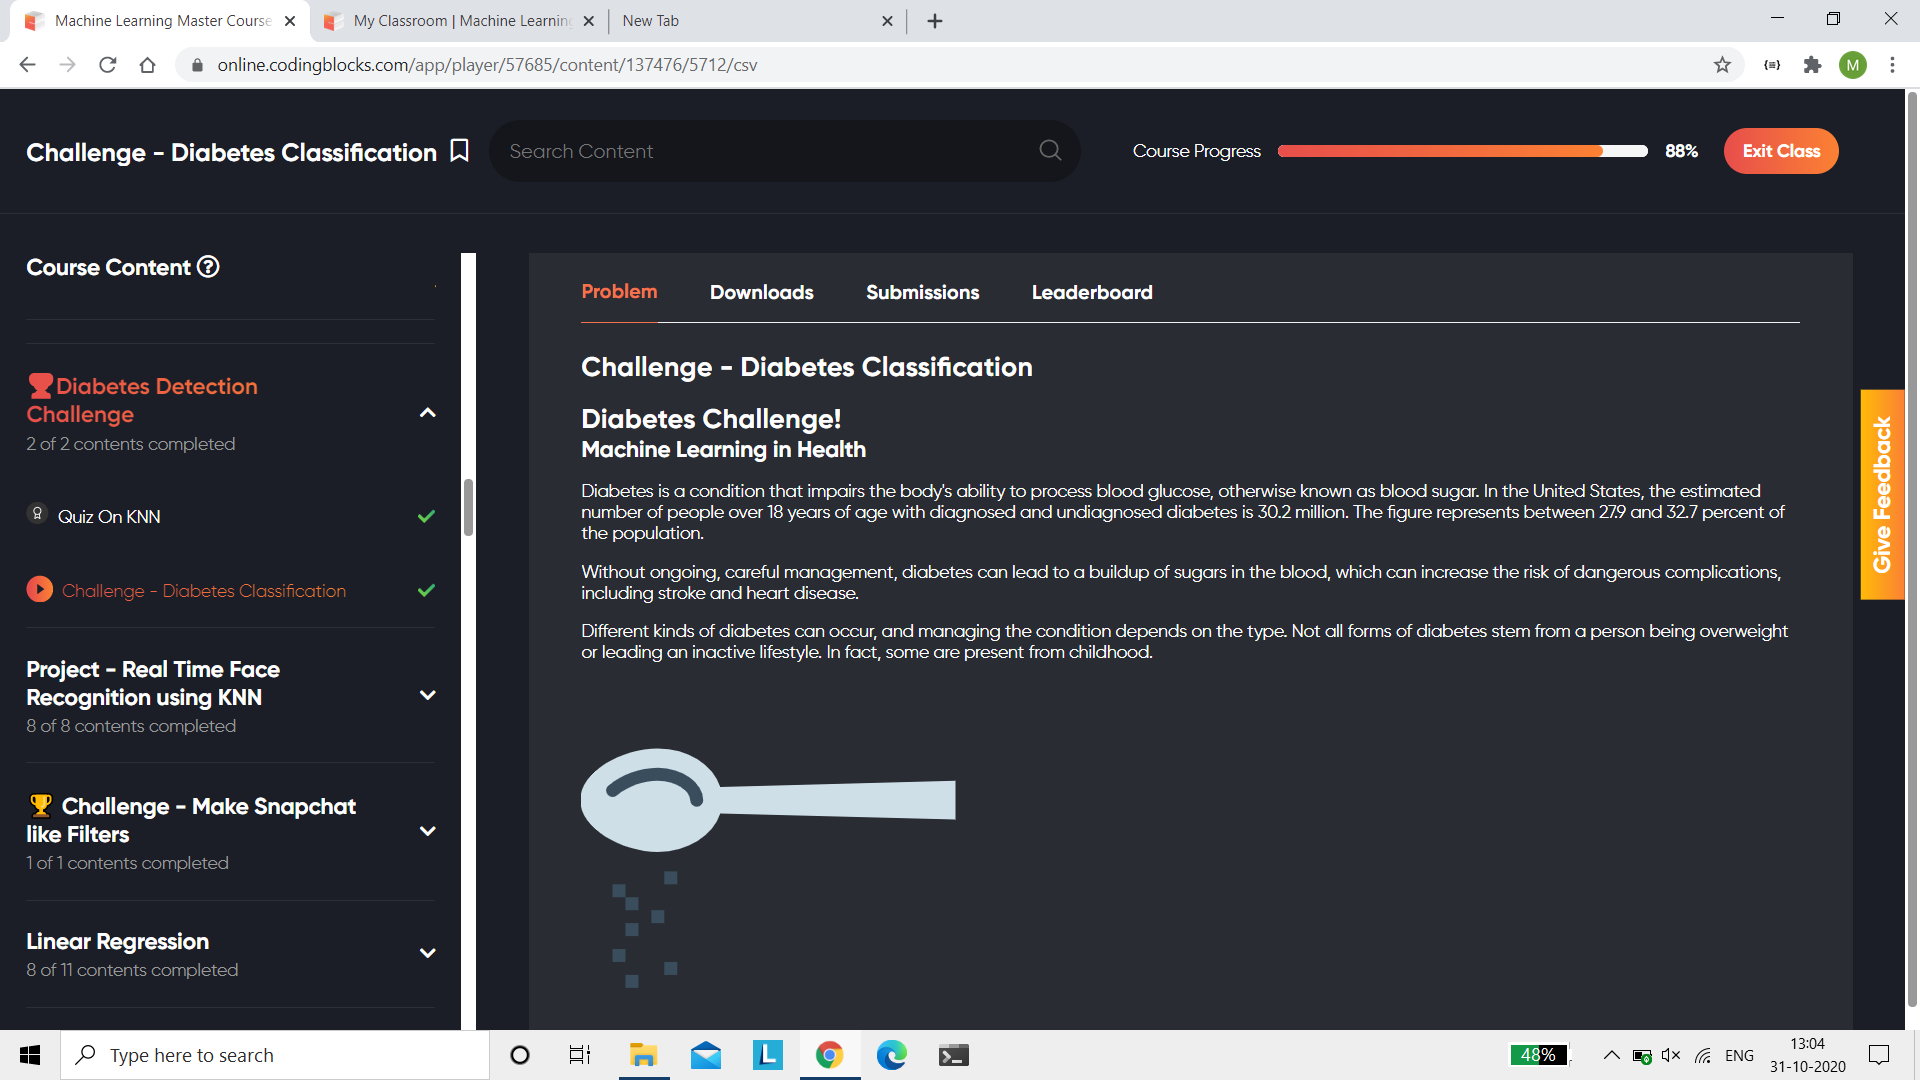 Machine Learning Master Course
My Classroom | Machine Learning
New Tab
online.codingblocks.com/app/player/57685/content/137476/5712/csv
M
Challenge - Diabetes Classification
Search Content
Course Progress
88%
Exit Class
Course Content
Diabetes Detection
Challenge
2 of 2 contents completed
Quiz On KNN
Challenge - Diabetes Classification
Project - Real Time Face
Recognition using KNN
8 of 8 contents completed
Challenge - Make Snapchat
like Filters
1 of 1 contents completed
Linear Regression
8 of 11 contents completed
Problem
Downloads
Submissions
Leaderboard
Challenge - Diabetes Classification
Diabetes Challenge!
Machine Learning in Health
Diabetes is a condition that impairs the body's ability to process blood glucose, otherwise known as blood sugar. In the United States, the estimated
number of people over 18 years of age with diagnosed and undiagnosed diabetes is 30.2 million. The figure represents between 27.9 and 32.7 percent of
the population.
Without ongoing, careful management, diabetes can lead to a buildup of sugars in the blood, which can increase the risk of dangerous complications,
including stroke and heart disease.
Different kinds of diabetes can occur, and managing the condition depends on the type. Not all forms of diabetes stem from a person being overweight
or leading an inactive lifestyle. In fact, some are present from childhood.
Give Feedback
Type here to search
L
48%
ENG
13:04
31-10-2020